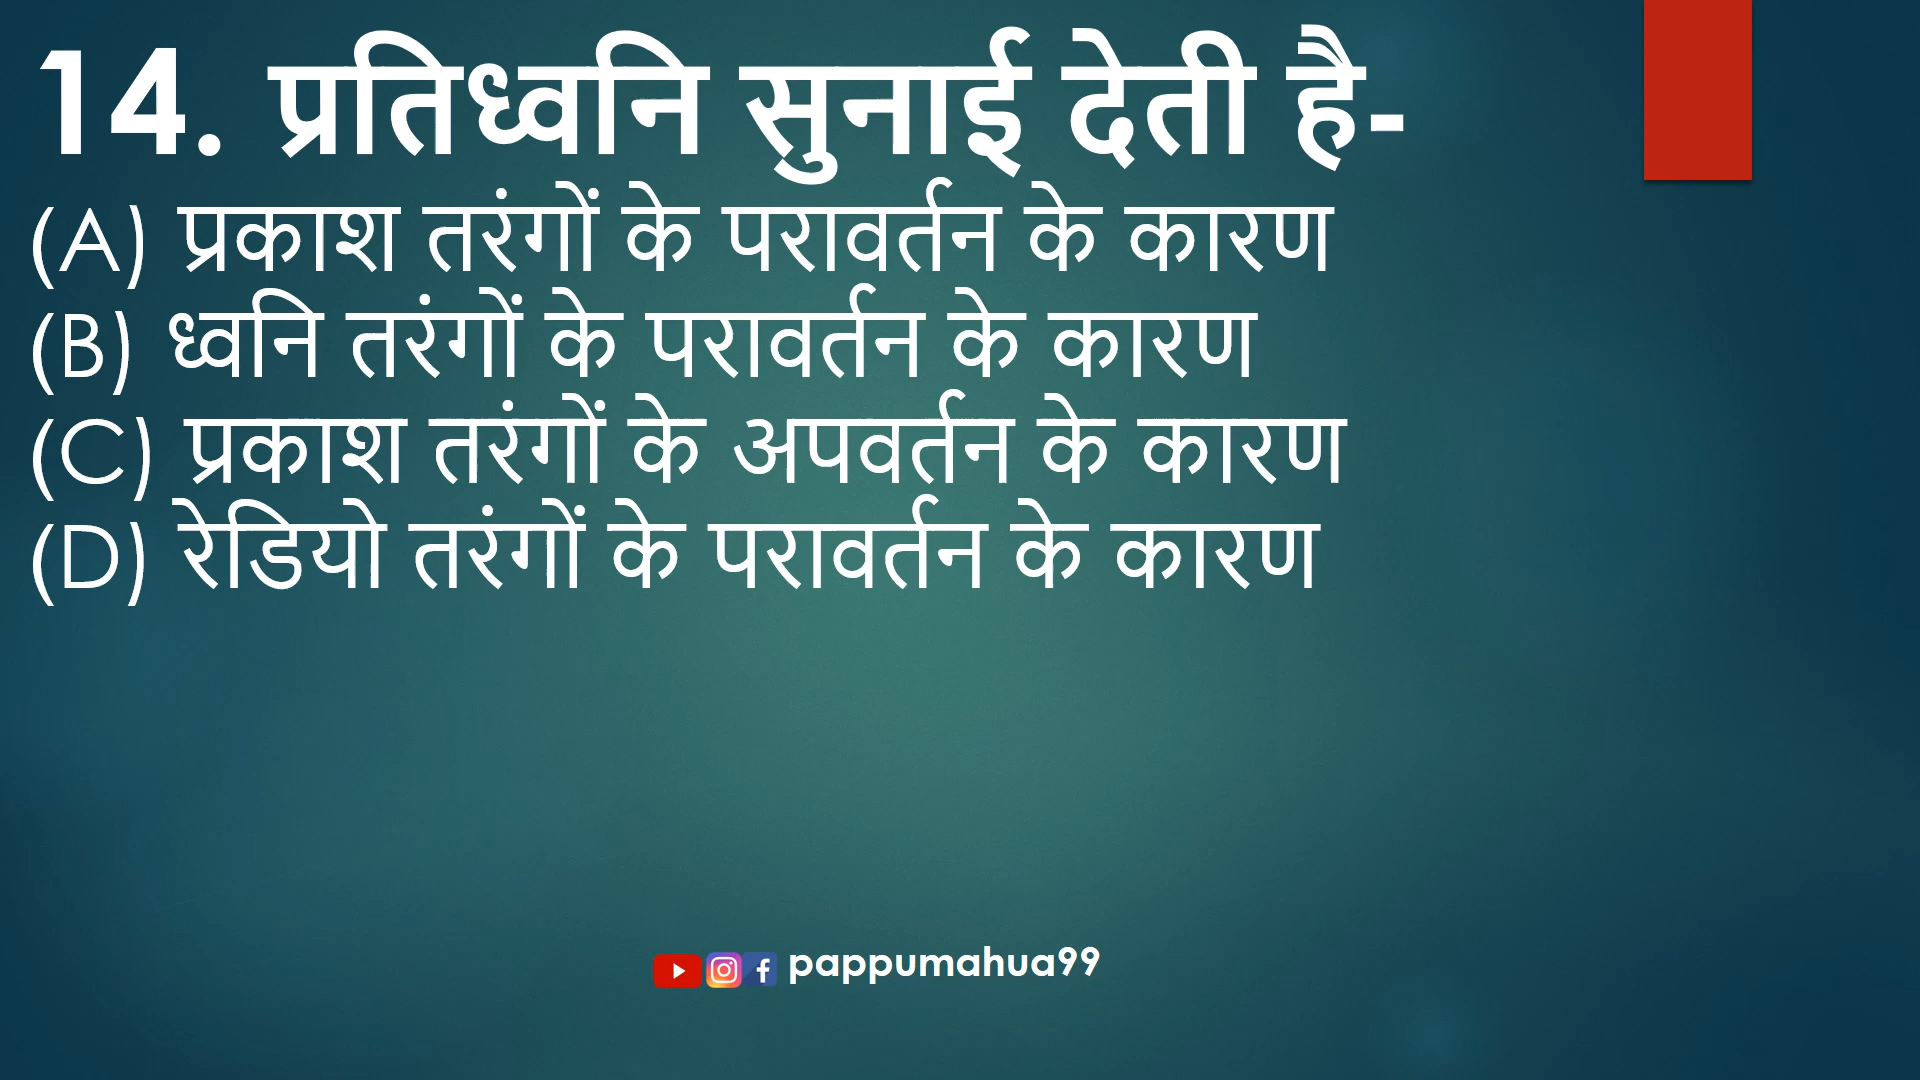 14. प्रतिध्वनि सुनाई देती है-
(A) प्रकाश तरंगों के परावर्तन के कारण
(B) ध्वनि तरंगों के परावर्तन के कारण
(C) प्रकाश तरंगों के अपवर्तन के कारण
(D) रेडियो तरंगों के परावर्तन के कारण
pappumahua99